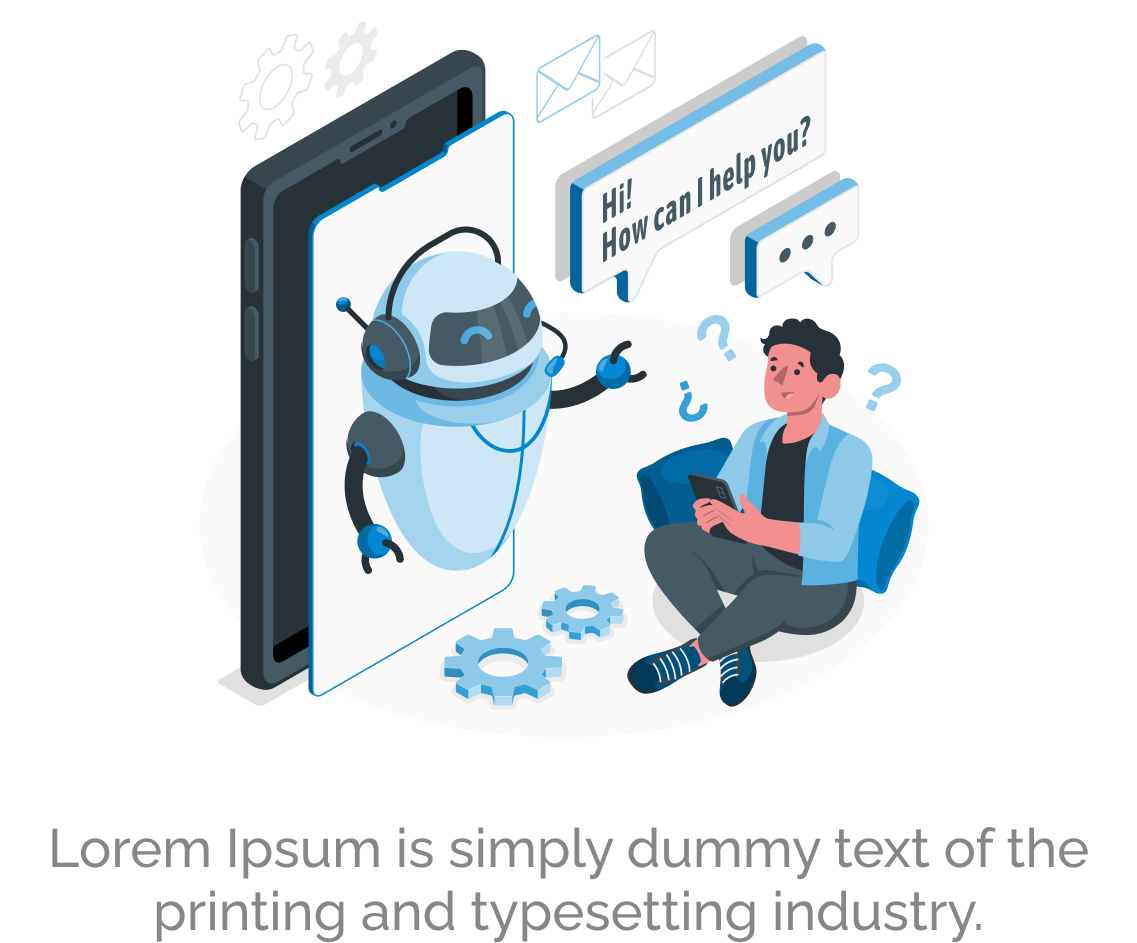 Hi!
How can I help you?
Lorem Ipsum is simply dummy text of the
printing and typesetting industry.